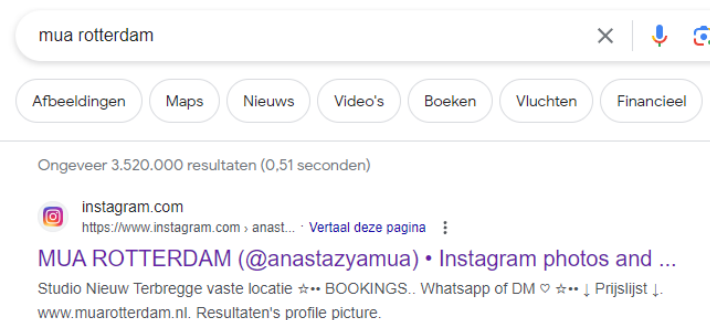 mua rotterdam
Afbeeldingen Maps Nieuws Video's Boeken Vluchten Financieel
Ongeveer 3.520.000 resultaten (0,51 seconden)
instagram.com
https://www.instagram.com › anast... · Vertaal deze pagina
MUA ROTTERDAM (@anastazyamua) • Instagram photos and ...
Studio Nieuw Terbregge vaste locatie ☆•• BOOKINGS.. Whatsapp of DM ♡ ☆•• ↓ Prijslijst ↓.
www.muarotterdam.nl. Resultaten's profile picture.